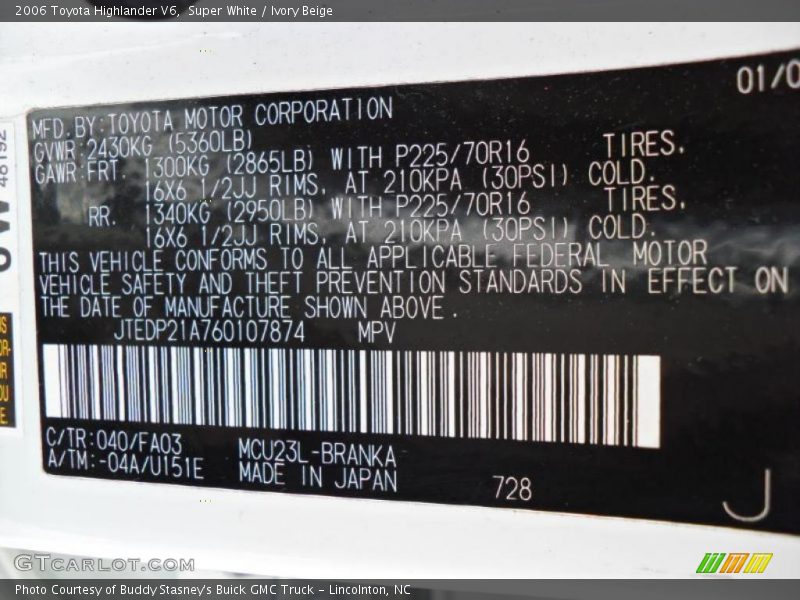 2006 Toyota Highlander V6, Super White / Ivory Beige
01/0
MFD.BY:TOYOTA MOTOR CORPORATION
GVWR:2430KG (5360LB)
GAWR:FRT. 1300KG (2865LB) WITH P225/70R16 TIRES,
16X6 1/2JJ RIMS, AT 210KPA (30PSI) COLD.
RR. 1340KG (2950LB) WITH P225/70R16 TIRES,
16X6 1/2JJ RIMS, AT 210KPA (30PSI) COLD.
THIS VEHICLE CONFORMS TO ALL APPLICABLE FEDERAL MOTOR
VEHICLE SAFETY AND THEFT PREVENTION STANDARDS IN EFFECT ON
THE DATE OF MANUFACTURE SHOWN ABOVE.
JTEDP21A760107874 MPV
C/TR:040/FA03 MCU23L-BRANKA
A/TM:-04A/U151E MADE IN JAPAN
728
J
48192
GTCARLOT.COM
Photo Courtesy of Buddy Stasney's Buick GMC Truck - Lincolnton, NC